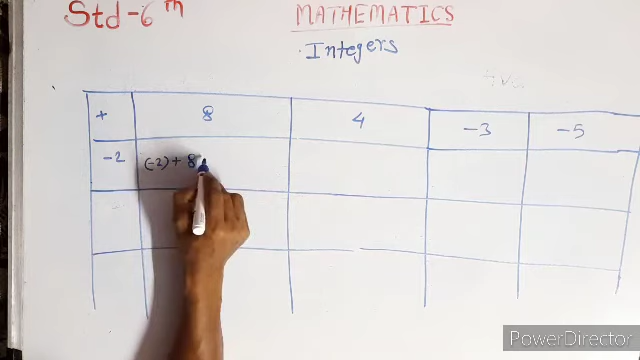 Std-6th
MATHEMATICS
Integers
+ 8 4 -3 -5
-2 (-2) + 8
PowerDirector